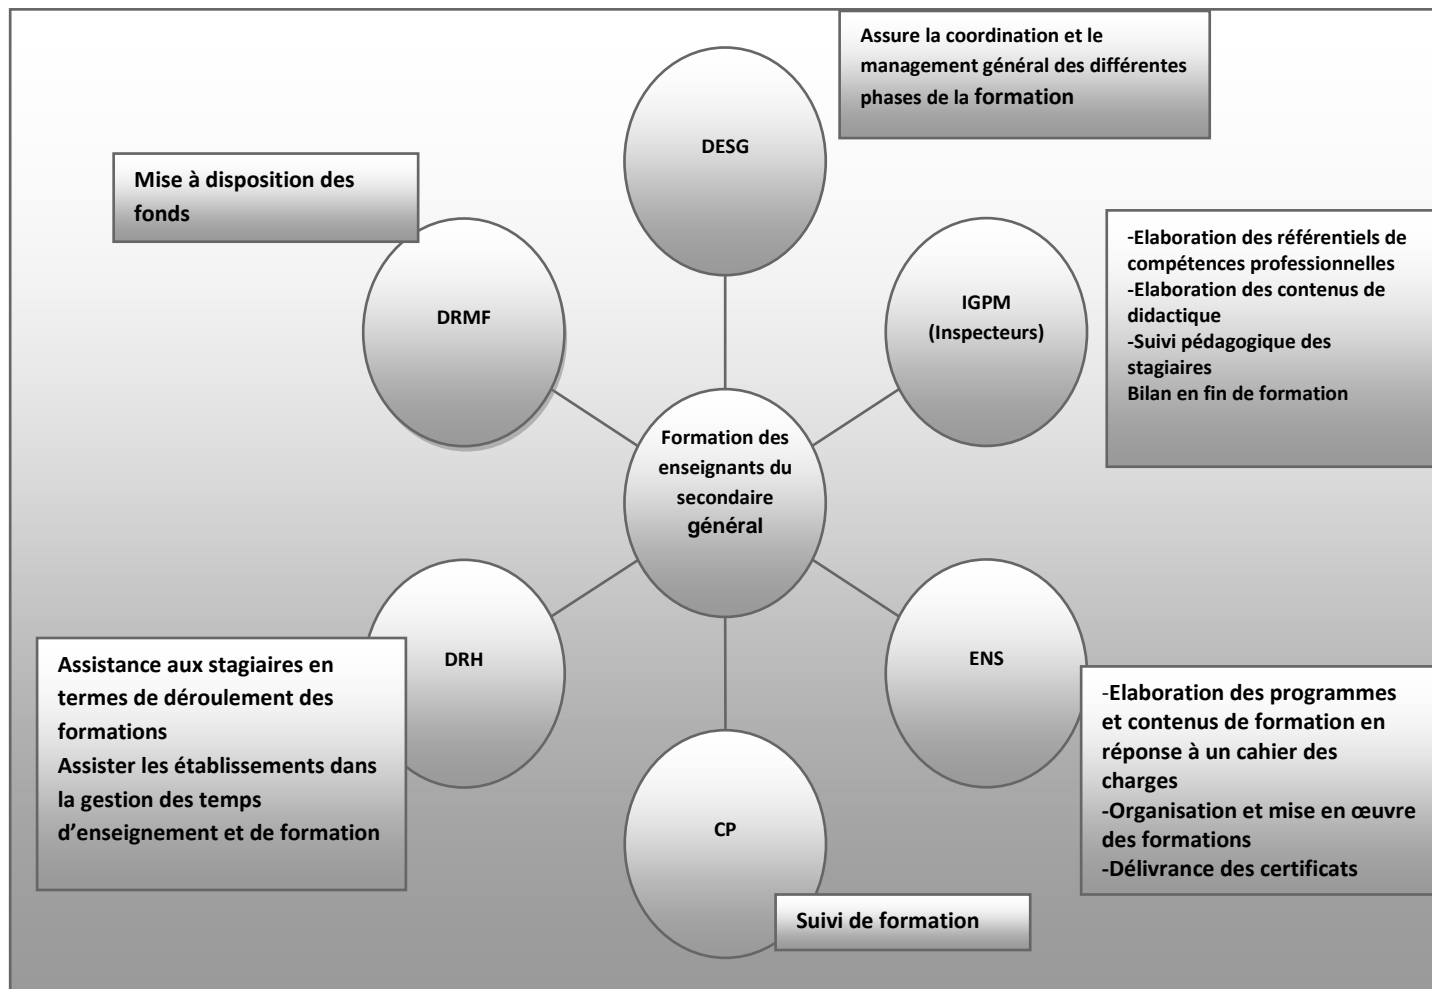 Assure la coordination et le
management général des différentes
phases de la formation
DESG
Mise à disposition des
fonds
DRMF
IGPM
(Inspecteurs)
-Elaboration des référentiels de
compétences professionnelles
-Elaboration des contenus de
didactique
-Suivi pédagogique des
stagiaires
Bilan en fin de formation
Formation des
enseignants du
secondaire
général
DRH
Assistance aux stagiaires en
termes de déroulement des
formations
Assister les établissements dans
la gestion des temps
d’enseignement et de formation
ENS
-Elaboration des programmes
et contenus de formation en
réponse à un cahier des
charges
-Organisation et mise en œuvre
des formations
-Délivrance des certificats
CP
Suivi de formation